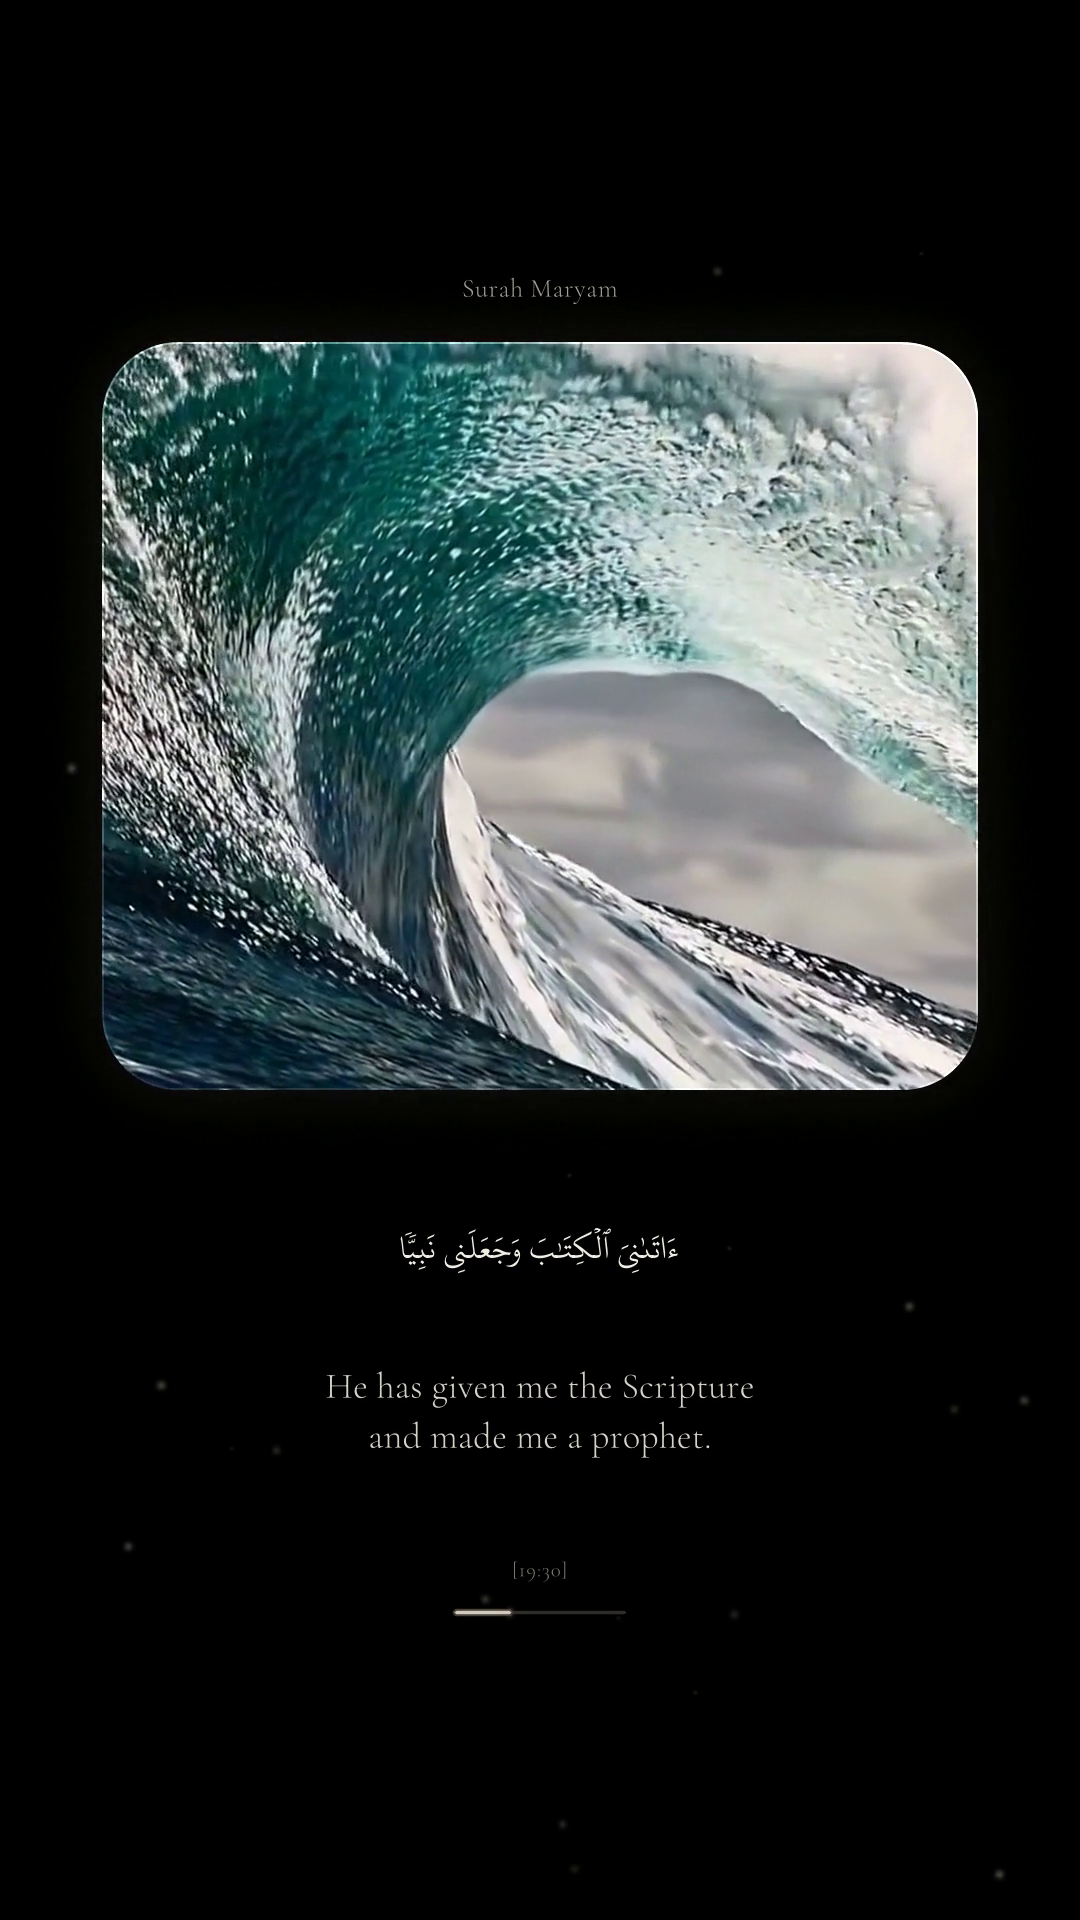 Surah Maryam
ءَاتَىٰنِىَ ٱلْكِتَـٰبَ وَجَعَلَنِى نَبِيًّا
He has given me the Scripture
and made me a prophet.
[19:30]